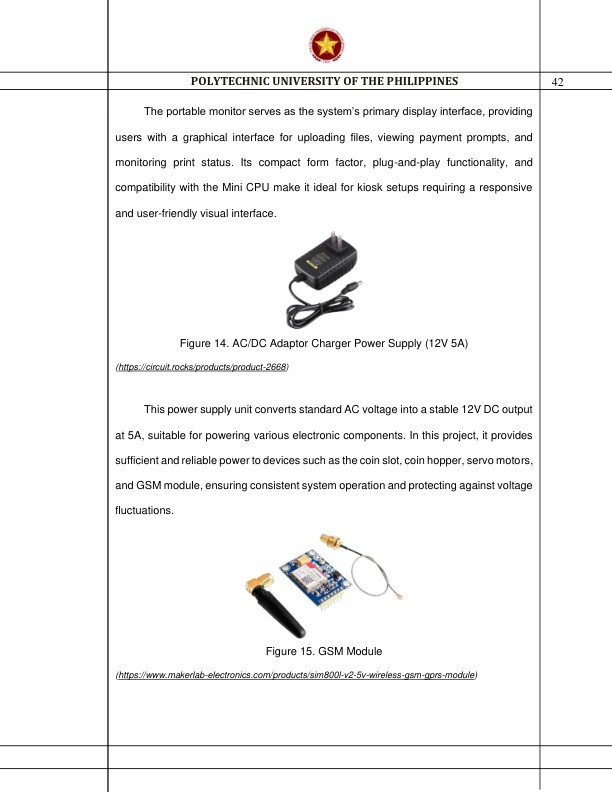 POLYTECHNIC UNIVERSITY OF THE PHILIPPINES
42
The portable monitor serves as the system's primary display interface, providing
users with a graphical interface for uploading files, viewing payment prompts, and
monitoring print status. Its compact form factor, plug-and-play functionality, and
compatibility with the Mini CPU make it ideal for kiosk setups requiring a responsive
and user-friendly visual interface.
Figure 14. AC/DC Adaptor Charger Power Supply (12V 5A)
(https://circuit.rocks/products/product-2668)
This power supply unit converts standard AC voltage into a stable 12V DC output
at 5A, suitable for powering various electronic components. In this project, it provides
sufficient and reliable power to devices such as the coin slot, coin hopper, servo motors,
and GSM module, ensuring consistent system operation and protecting against voltage
fluctuations.
Figure 15. GSM Module
(https://www.makerlab-electronics.com/products/sim800l-v2-5v-wireless-gsm-gprs-module)